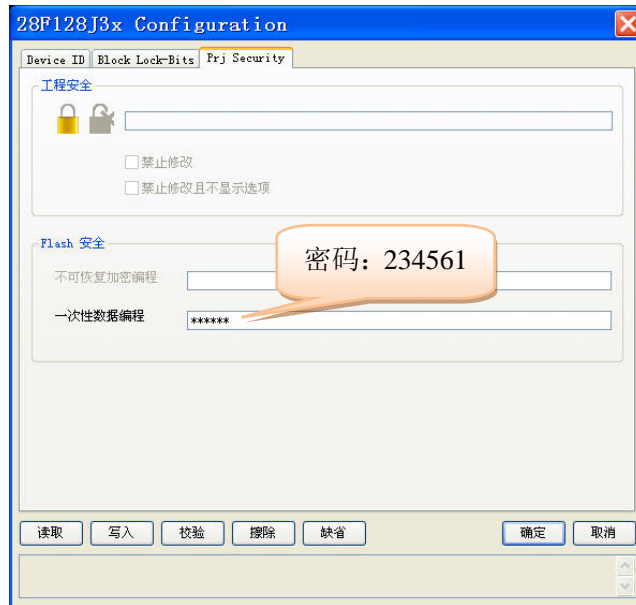 28F128J3x Configuration
Device ID Block Lock-Bits Prj Security
工程安全
禁止修改
禁止修改且不显示选项
Flash 安全
密码：234561
不可恢复加密编程
一次性数据编程 ******
读取 写入 校验 擦除 缺省 确定 取消